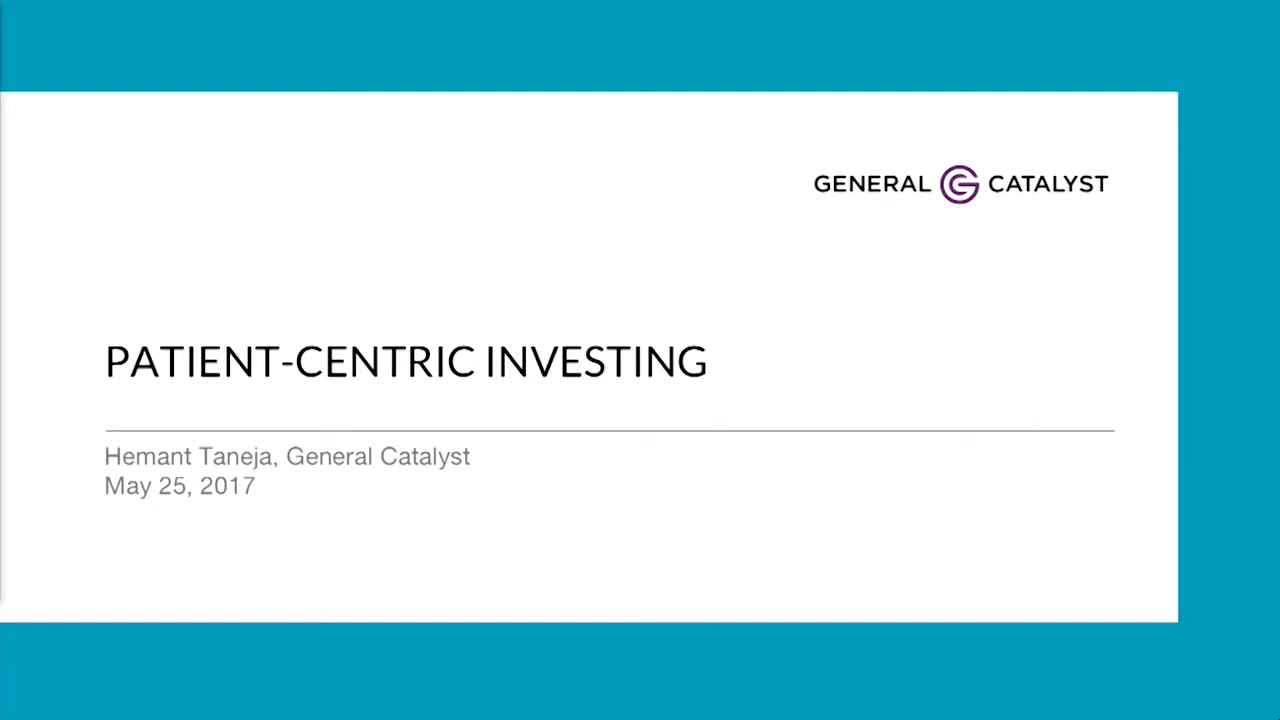 GENERAL CATALYST
PATIENT-CENTRIC INVESTING
Hemant Taneja, General Catalyst
May 25, 2017